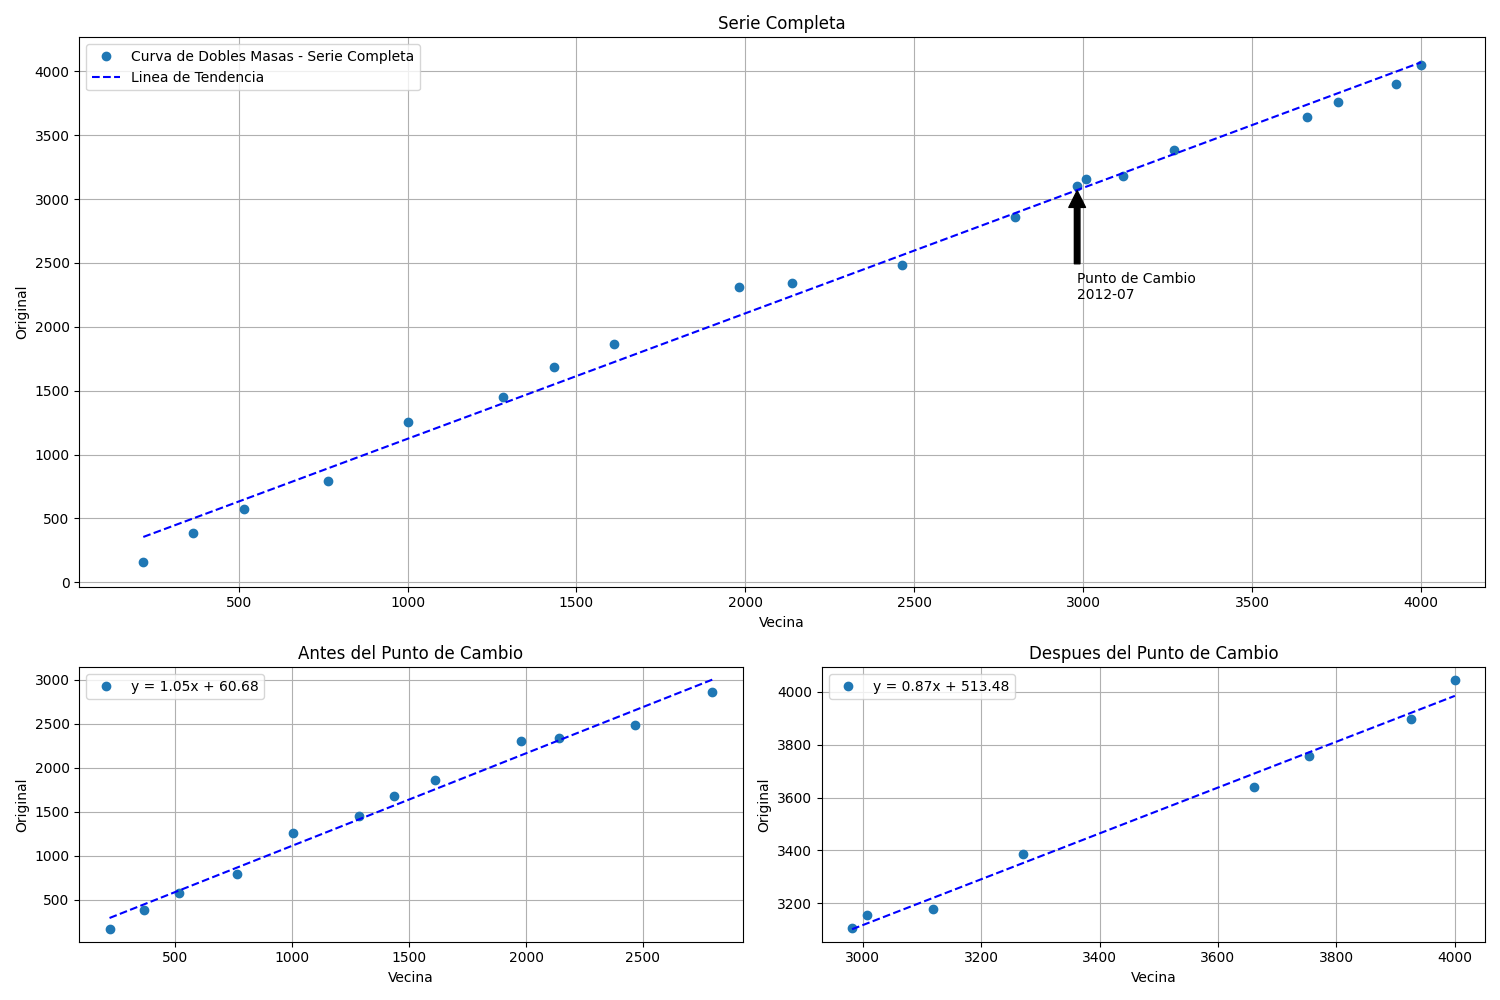 Serie Completa
Curva de Dobles Masas - Serie Completa
Linea de Tendencia
4000
3500
3000
2500
2000
1500
1000
500
0
Original
Punto de Cambio
2012-07
500
1000
1500
2000
2500
3000
3500
4000
Vecina
Antes del Punto de Cambio
y = 1.05x + 60.68
3000
2500
2000
1500
1000
500
Original
500
1000
1500
2000
2500
Vecina
Despues del Punto de Cambio
y = 0.87x + 513.48
4000
3800
3600
3400
3200
Original
3000
3200
3400
3600
3800
4000
Vecina